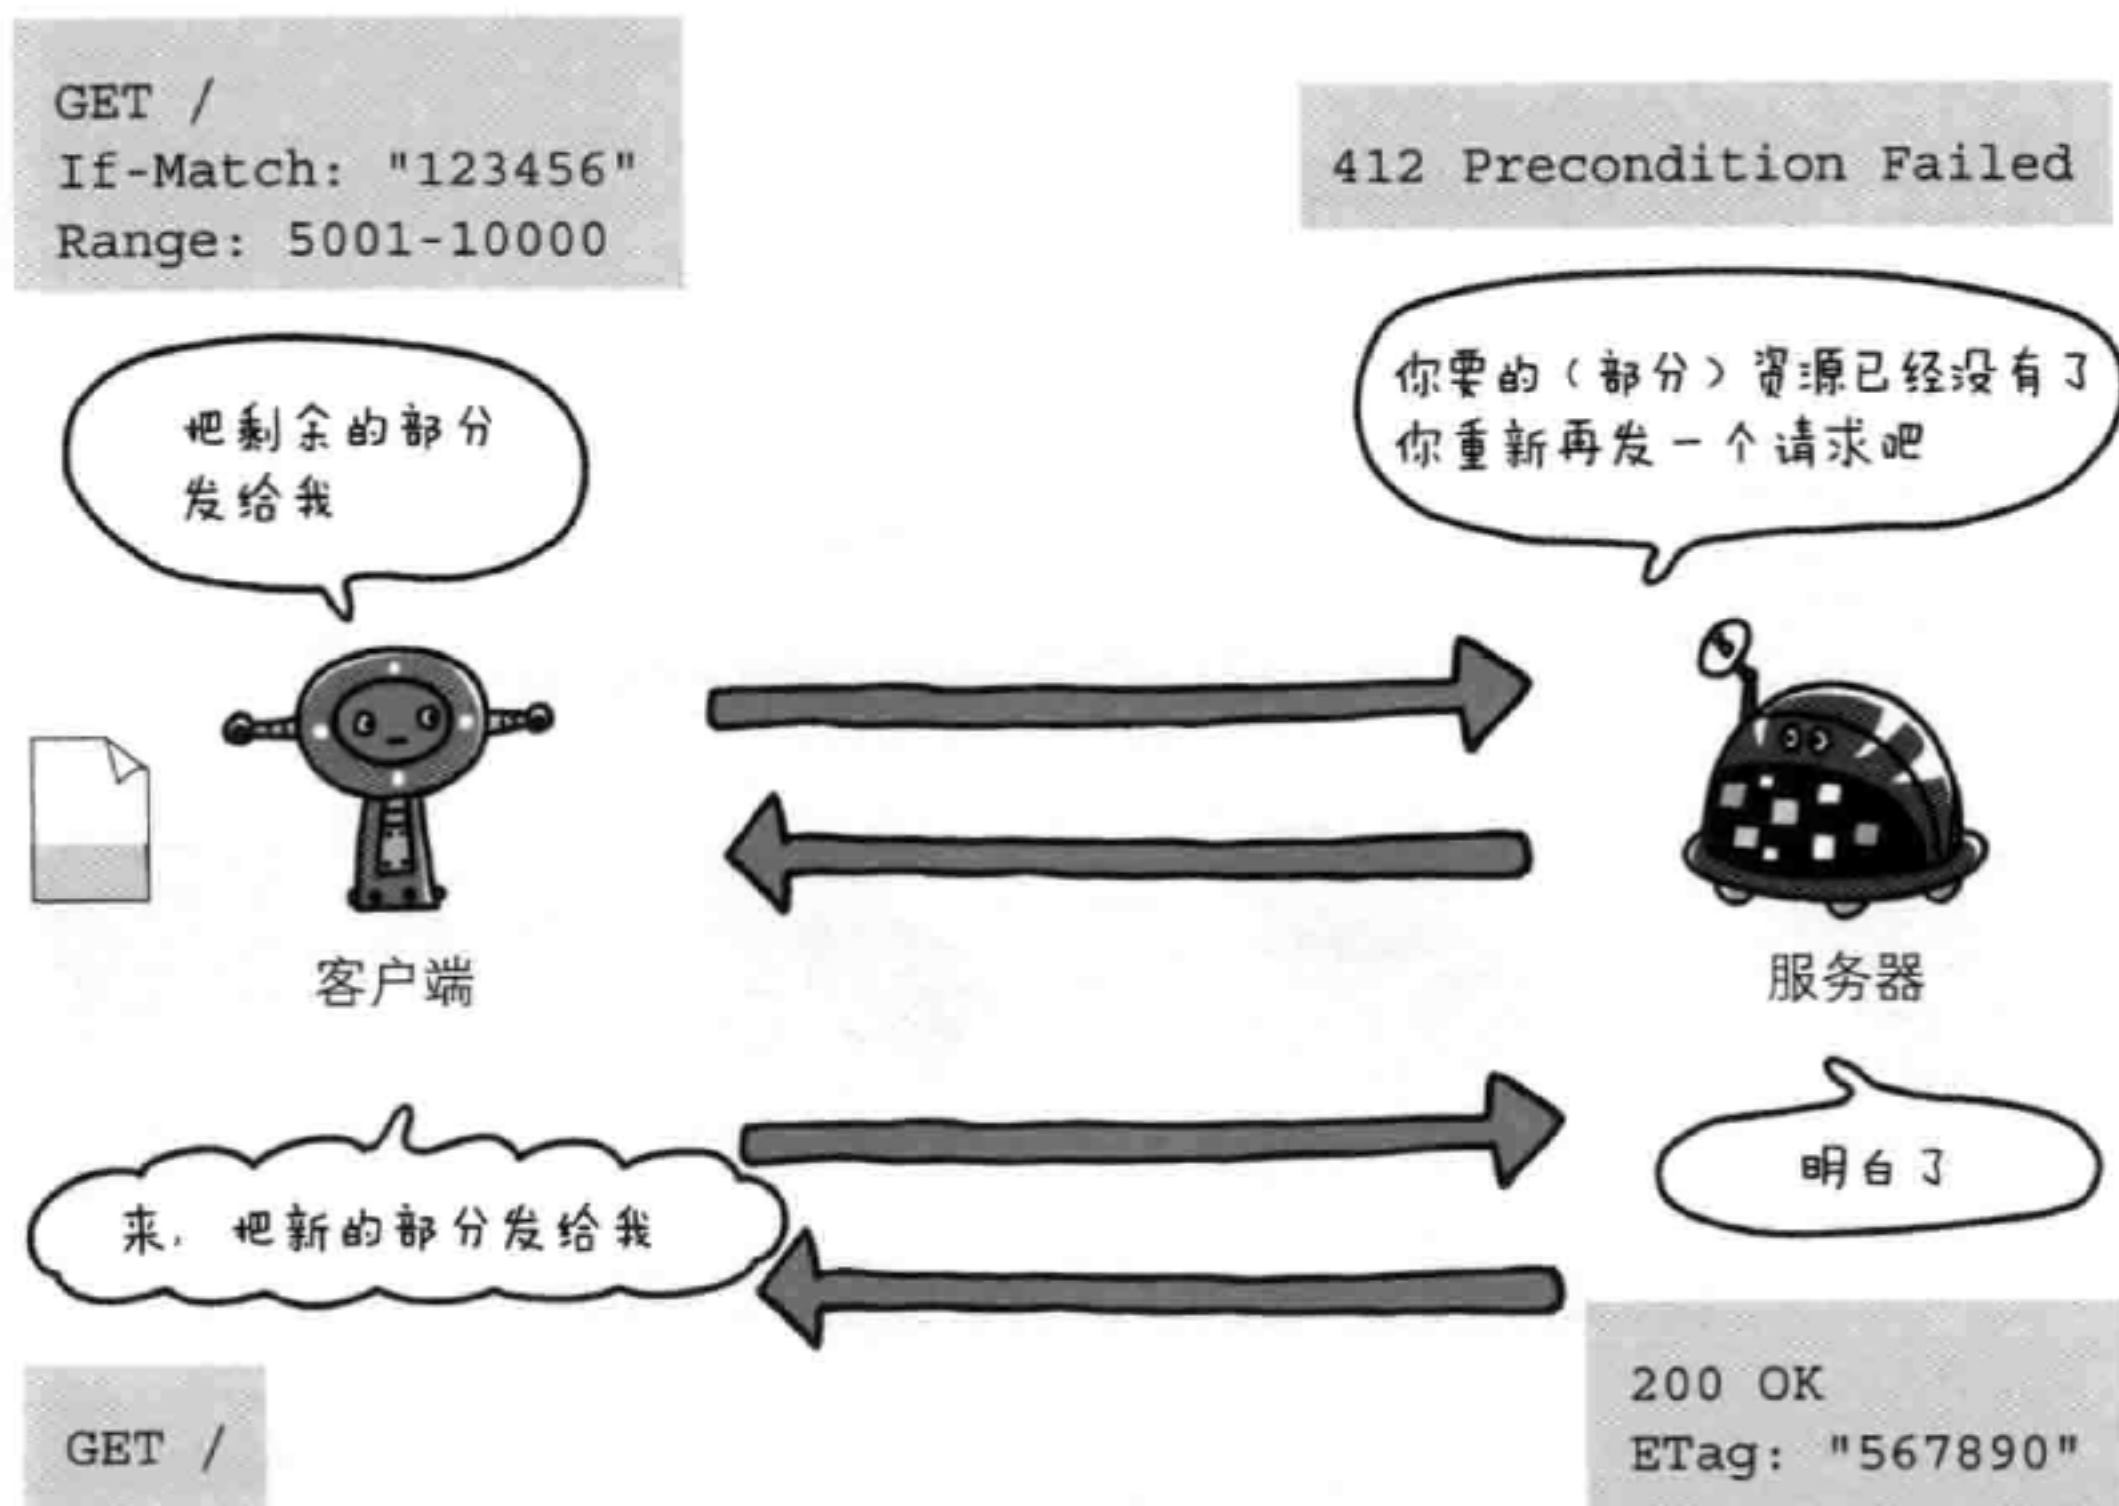 GET /
If-Match: "123456"
Range: 5001-10000
412 Precondition Failed
把剩余的部分
发给我
你要的（部分）资源已经没有了
你重新再发一个请求吧
客户端
服务器
来，把新的部分发给我
明白了
GET /
200 OK
ETag: "567890"